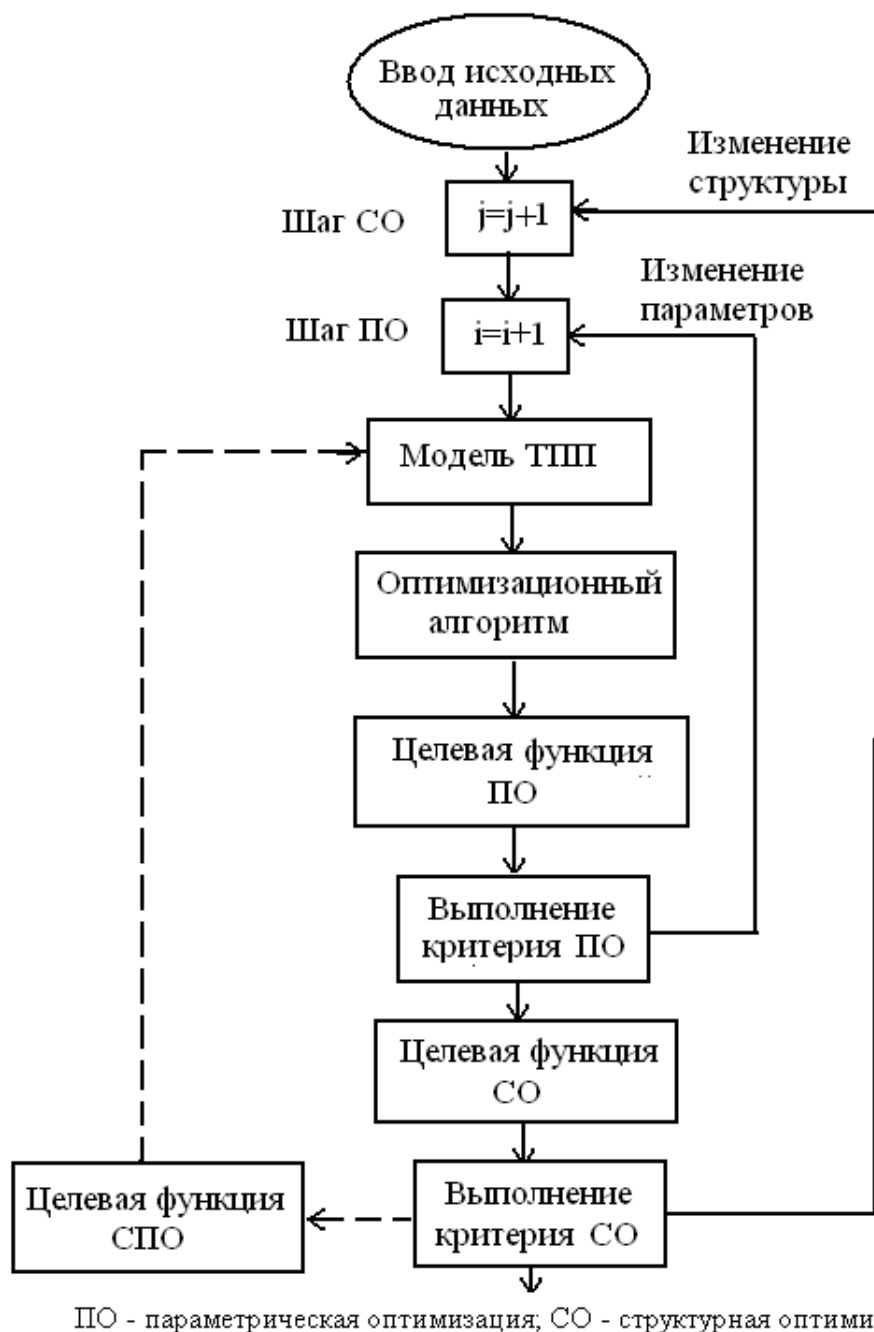 Ввод исходных
данных
Изменение
структуры
Шаг СО
j=j+1
Изменение
параметров
Шаг ПО
i=i+1
Модель ТПП
Оптимизационный
алгоритм
Целевая функция
ПО
Выполнение
критерия ПО
Целевая функция
СО
Целевая функция
СПО
Выполнение
критерия СО
ПО - параметрическая оптимизация; СО - структурная оптими